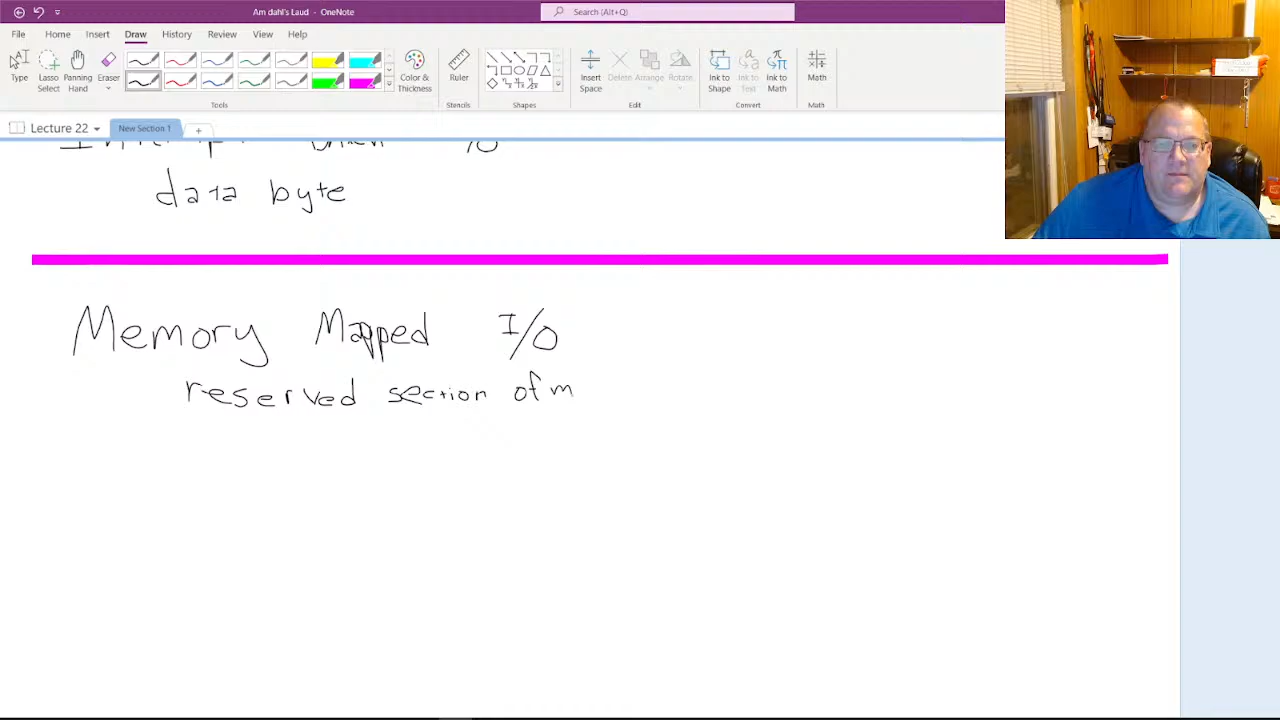 Am dahl's Laud - OneNote
Search (Alt+Q)
File Home Insert Draw History Review View Help
Type Lasso Select Panning Hand Eraser Color & Thickness Ruler Insert Space Delete Arrange Rotate Ink to Shape Ink to Text Ink to Math Math
Tools Stencils Shapes Edit Convert Math
Lecture 22 New Section 1 +
data byte
Memory Mapped I/O
reserved section of m